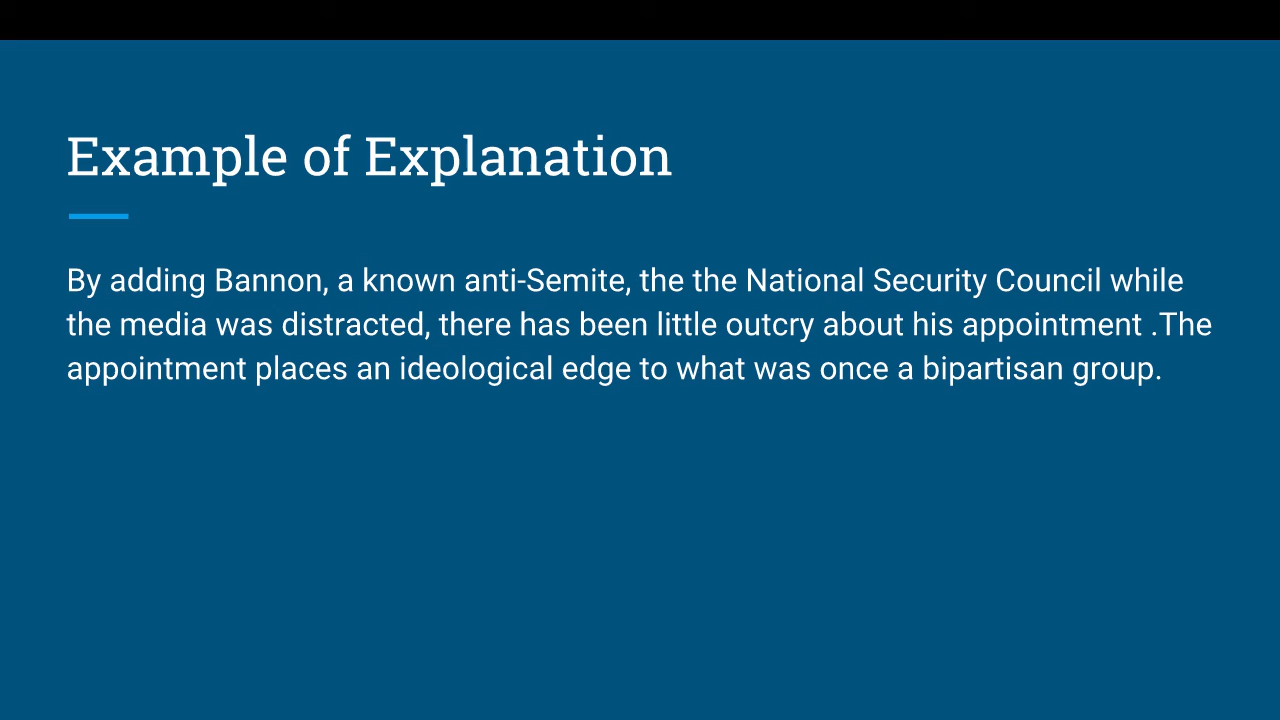 Example of Explanation
By adding Bannon, a known anti-Semite, the the National Security Council while
the media was distracted, there has been little outcry about his appointment .The
appointment places an ideological edge to what was once a bipartisan group.